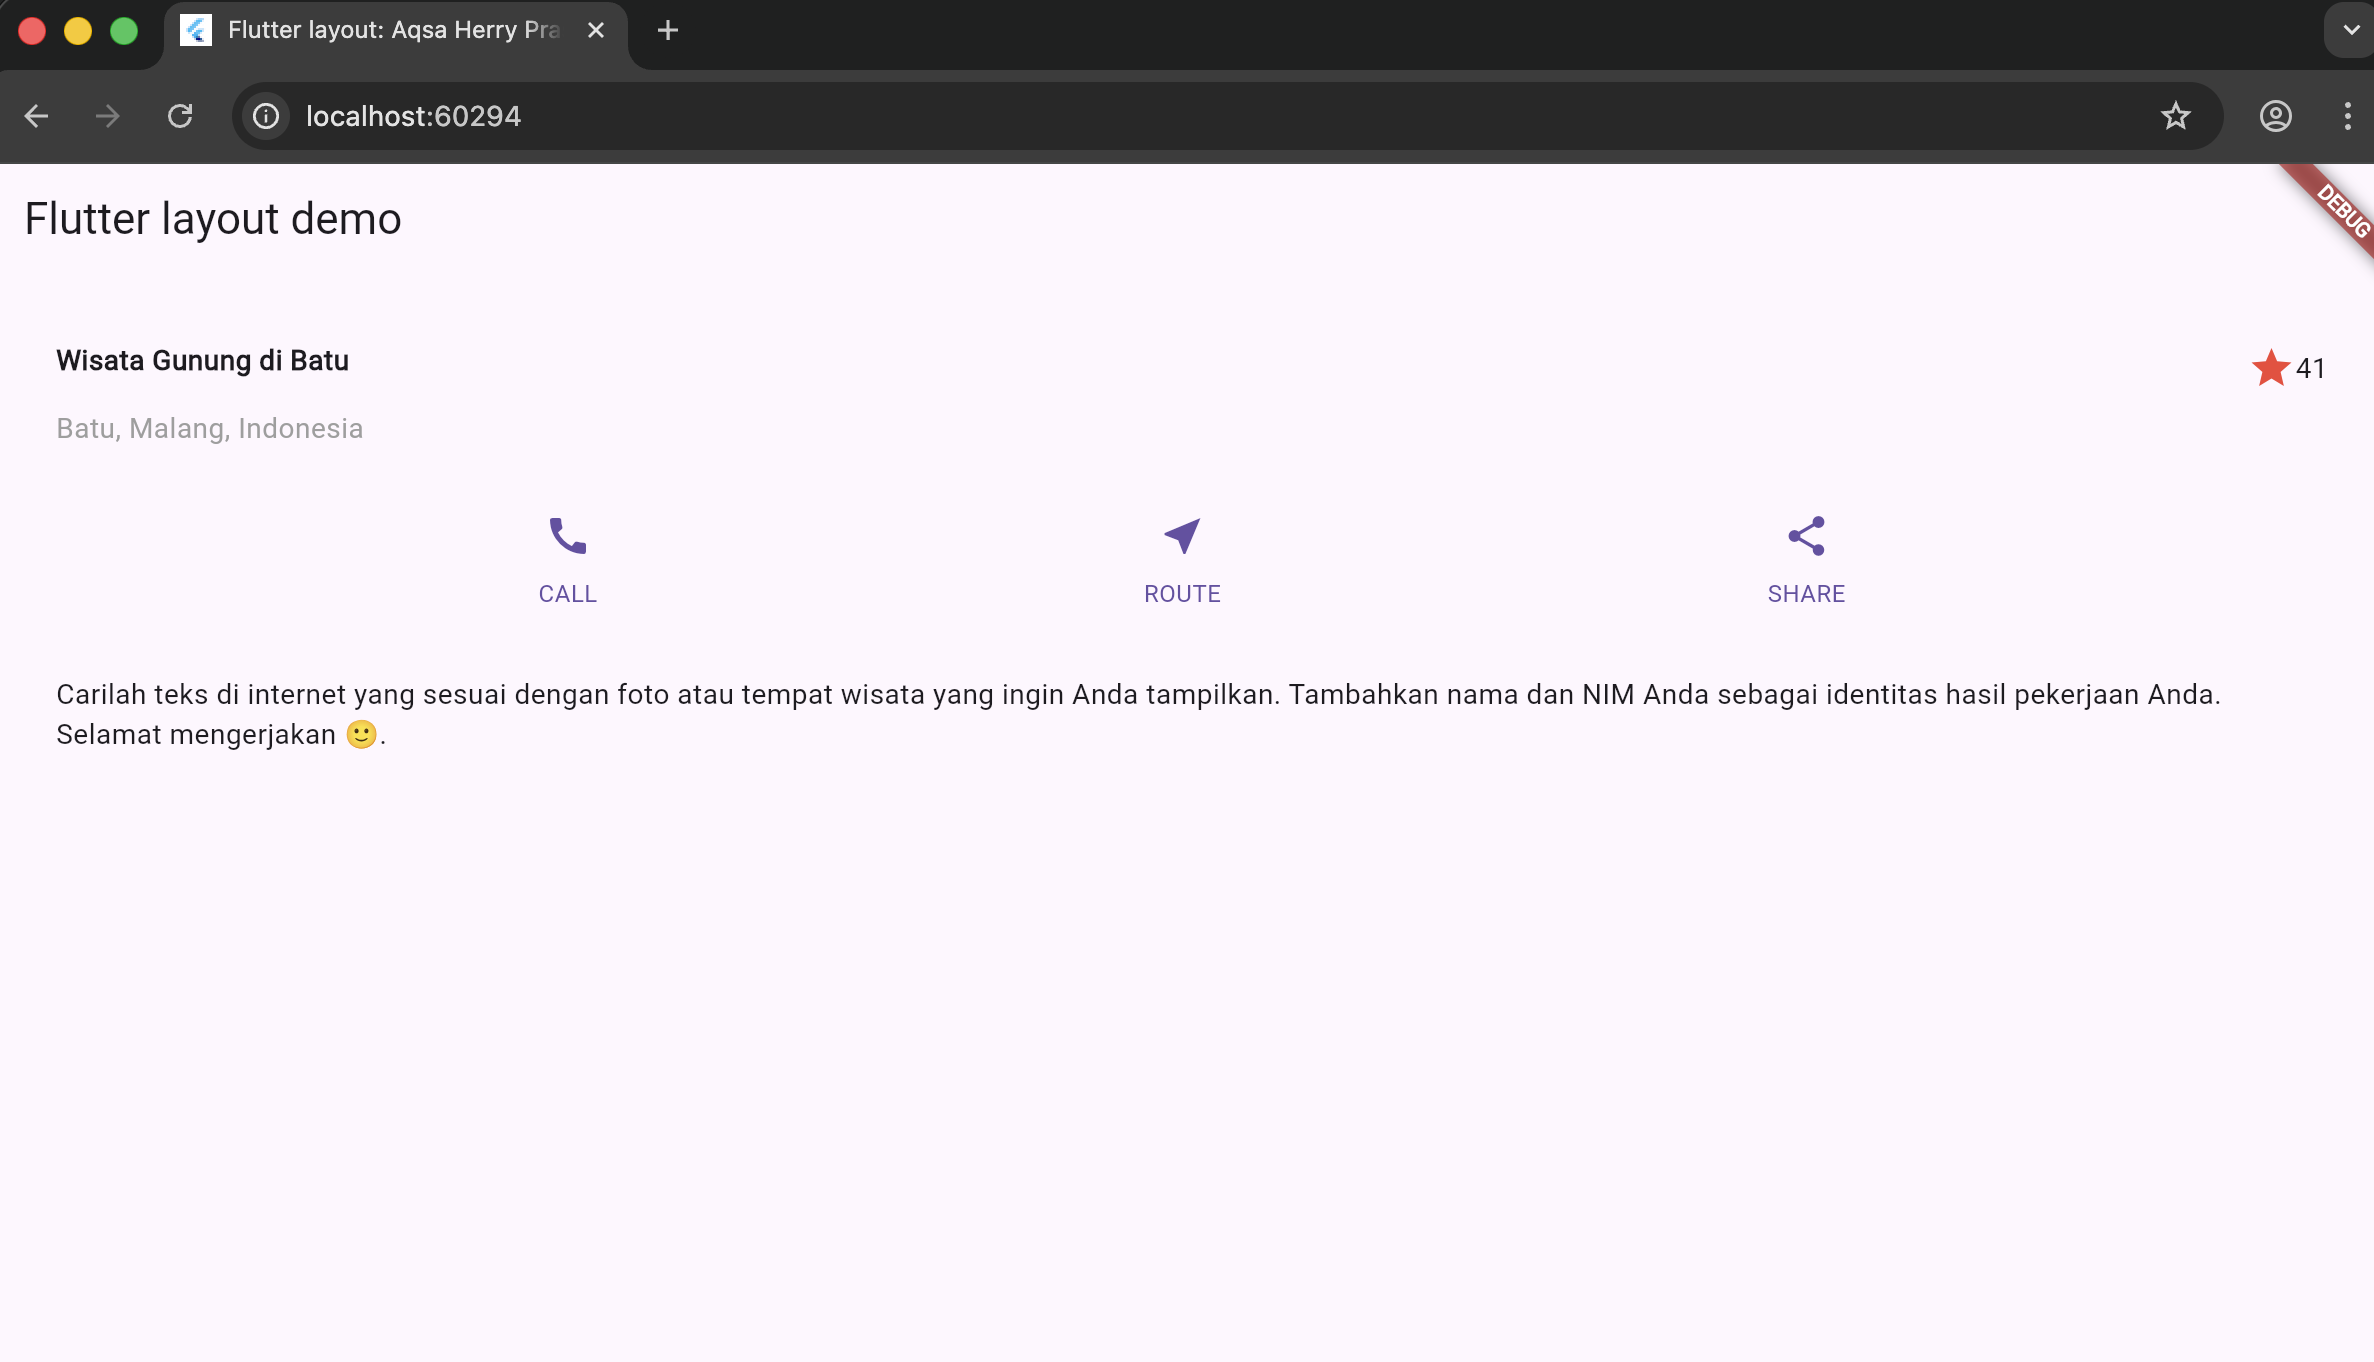 Flutter layout: Aqsa Herry Pra
localhost:60294
DEBUG
Flutter layout demo
Wisata Gunung di Batu
41
Batu, Malang, Indonesia
CALL
ROUTE
SHARE
Carilah teks di internet yang sesuai dengan foto atau tempat wisata yang ingin Anda tampilkan. Tambahkan nama dan NIM Anda sebagai identitas hasil pekerjaan Anda.
Selamat mengerjakan 🙂.